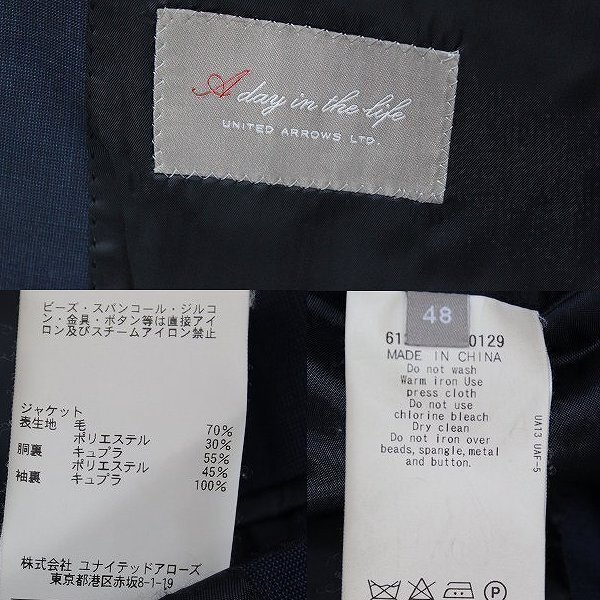 A day in the life
UNITED ARROWS LTD.
ビーズ・スパンコール・ジルコ
ン・金具・ボタン等は直接アイ
ロン及びスチームアイロン禁止
ジャケット
表生地 毛 70%
ポリエステル 30%
胴裏 キュプラ 55%
ポリエステル 45%
袖裏 キュプラ 100%
株式会社 ユナイテッドアローズ
東京都港区赤坂8-1-19
48
61 0129
MADE IN CHINA
Do not wash
Warm iron Use
press cloth
Do not use
chlorine bleach
Dry clean
Do not iron over
beads, spangle, metal
and button.
UA13 UAF-5
P